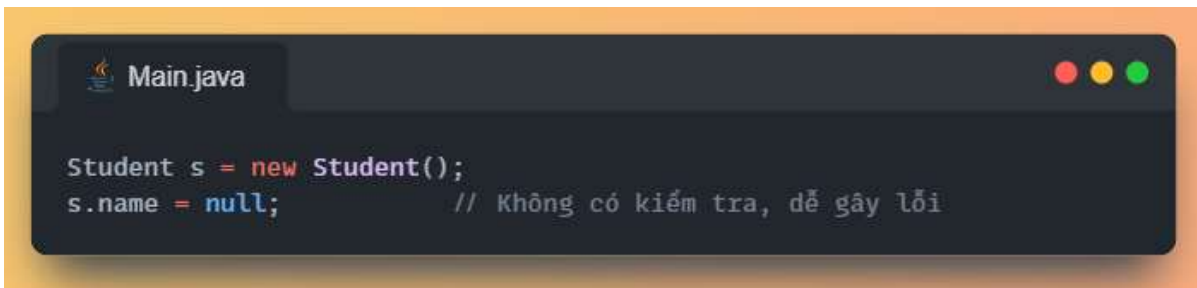 Main.java
Student s = new Student();
s.name = null; // Không có kiểm tra, dễ gây lỗi